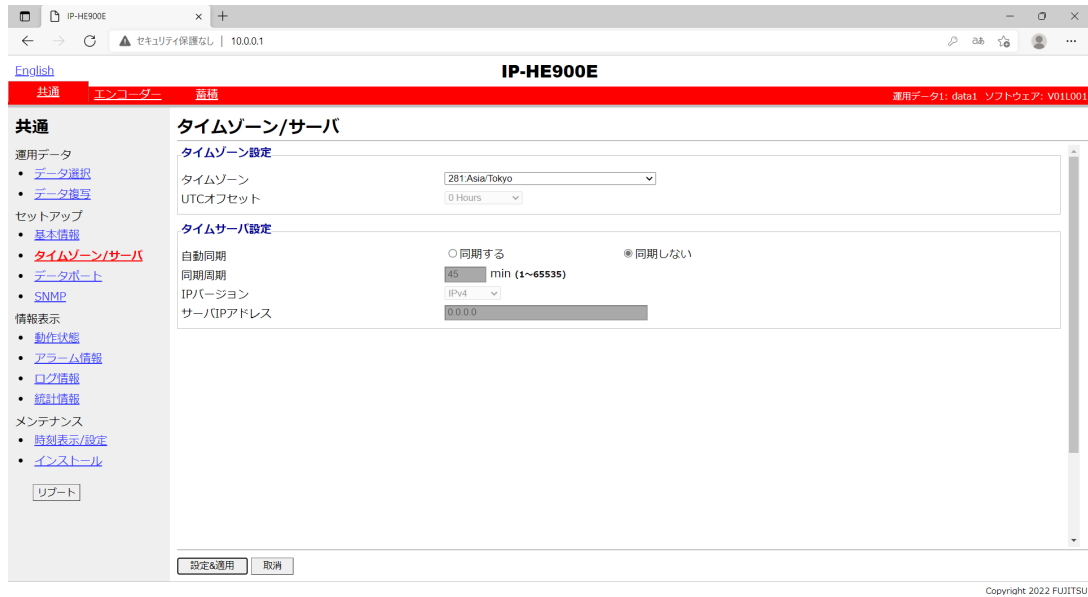 IP-HE900E
セキュリティ保護なし | 10.0.0.1
English
IP-HE900E
共通 エンコーダー 蓄積 運用データ1: data1 ソフトウェア: V01L001
共通
運用データ
データ選択
データ複写
セットアップ
基本情報
タイムゾーン/サーバ
データポート
SNMP
情報表示
動作状態
アラーム情報
ログ情報
統計情報
メンテナンス
時刻表示/設定
インストール
リブート
タイムゾーン/サーバ
タイムゾーン設定
タイムゾーン 281:Asia/Tokyo
UTCオフセット 0 Hours
タイムサーバ設定
自動同期 同期する 同期しない
同期周期 45 min (1~65535)
IPバージョン IPv4
サーバIPアドレス 0.0.0.0
設定&適用 取消
Copyright 2022 FUJITSU